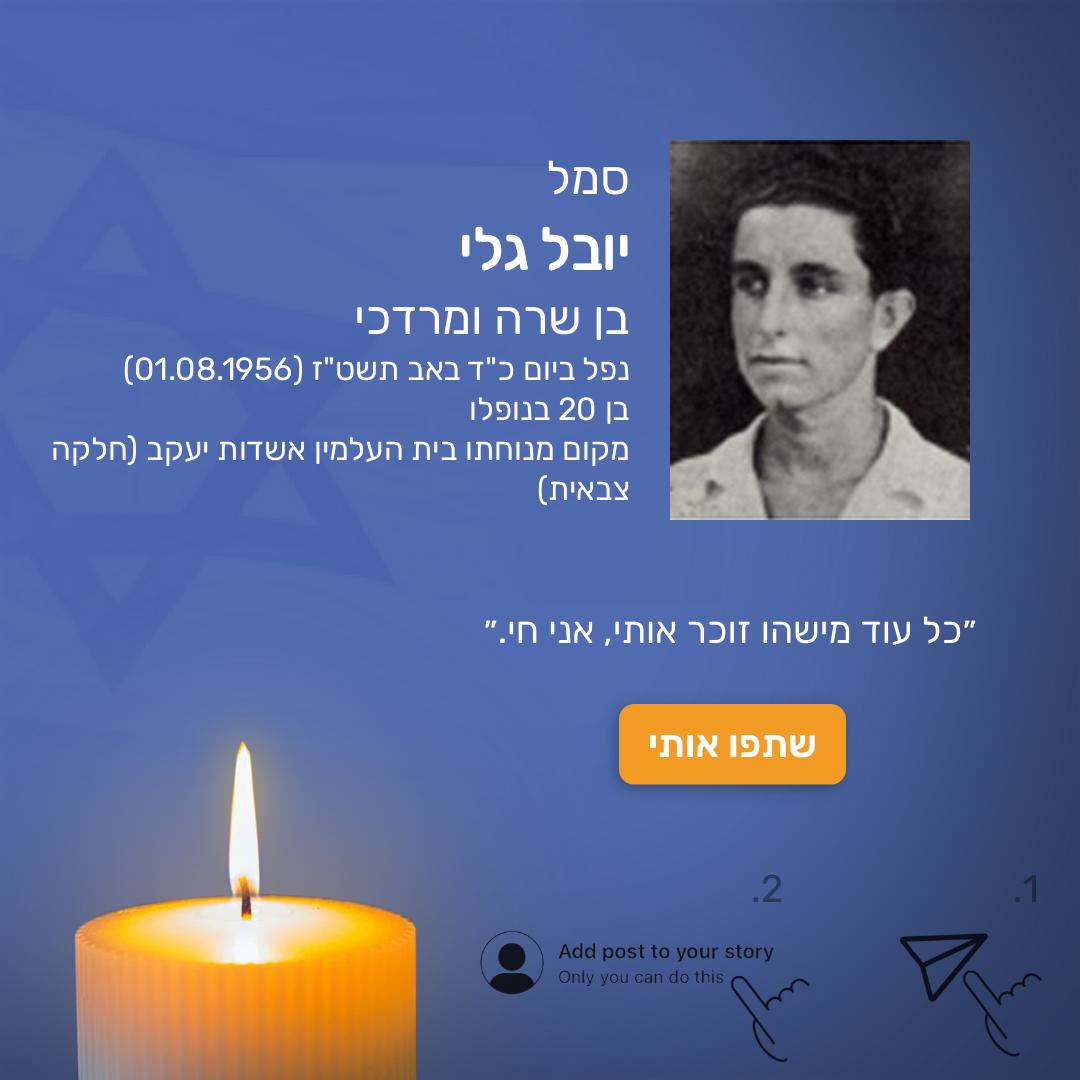 סמל
יובל גלי
בן שרה ומרדכי
נפל ביום כ"ד באב תשט"ז (01.08.1956)
בן 20 בנופלו
מקום מנוחתו בית העלמין אשדות יעקב (חלקה
צבאית)
״כל עוד מישהו זוכר אותי, אני חי.״
שתפו אותי
1.
2.
Add post to your story
Only you can do this